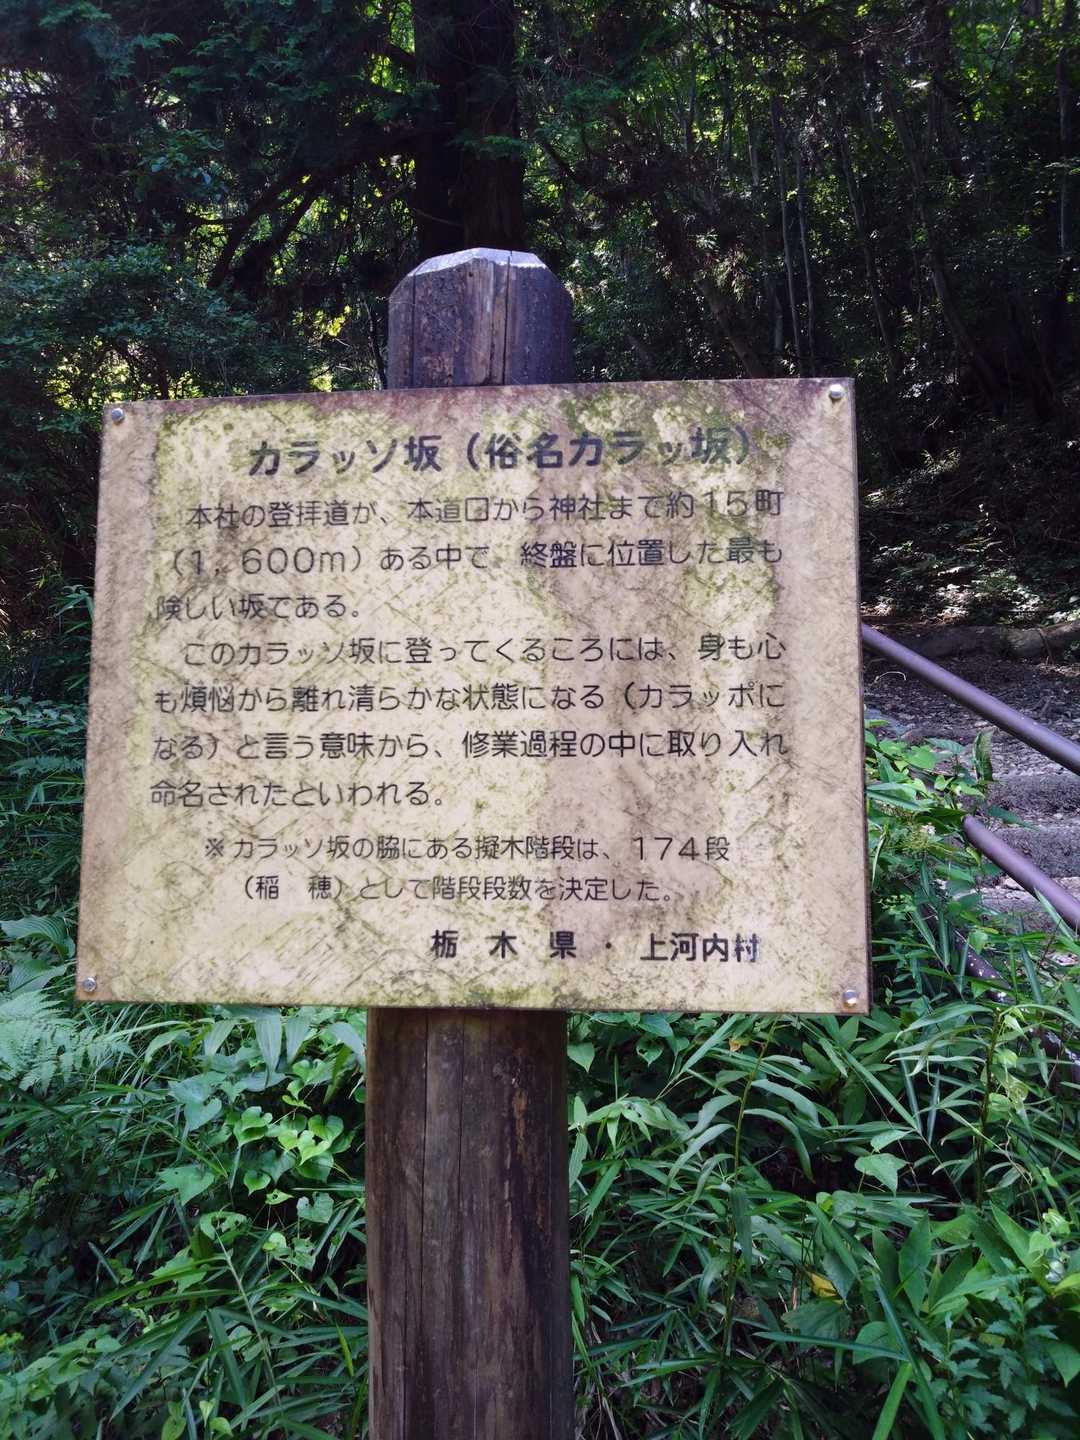 カラッソ坂（俗名カラッ坂）
本社の登拝道が、本道口から神社まで約15町
（1，600m）ある中で、終盤に位置した最も
険しい坂である。
このカラッソ坂に登ってくるころには、身も心
も煩悩から離れ清らかな状態になる（カラッポに
なる）と言う意味から、修業過程の中に取り入れ
命名されたといわれる。
※カラッソ坂の脇にある擬木階段は、174段
（稲　穂）として階段段数を決定した。
栃木県・上河内村